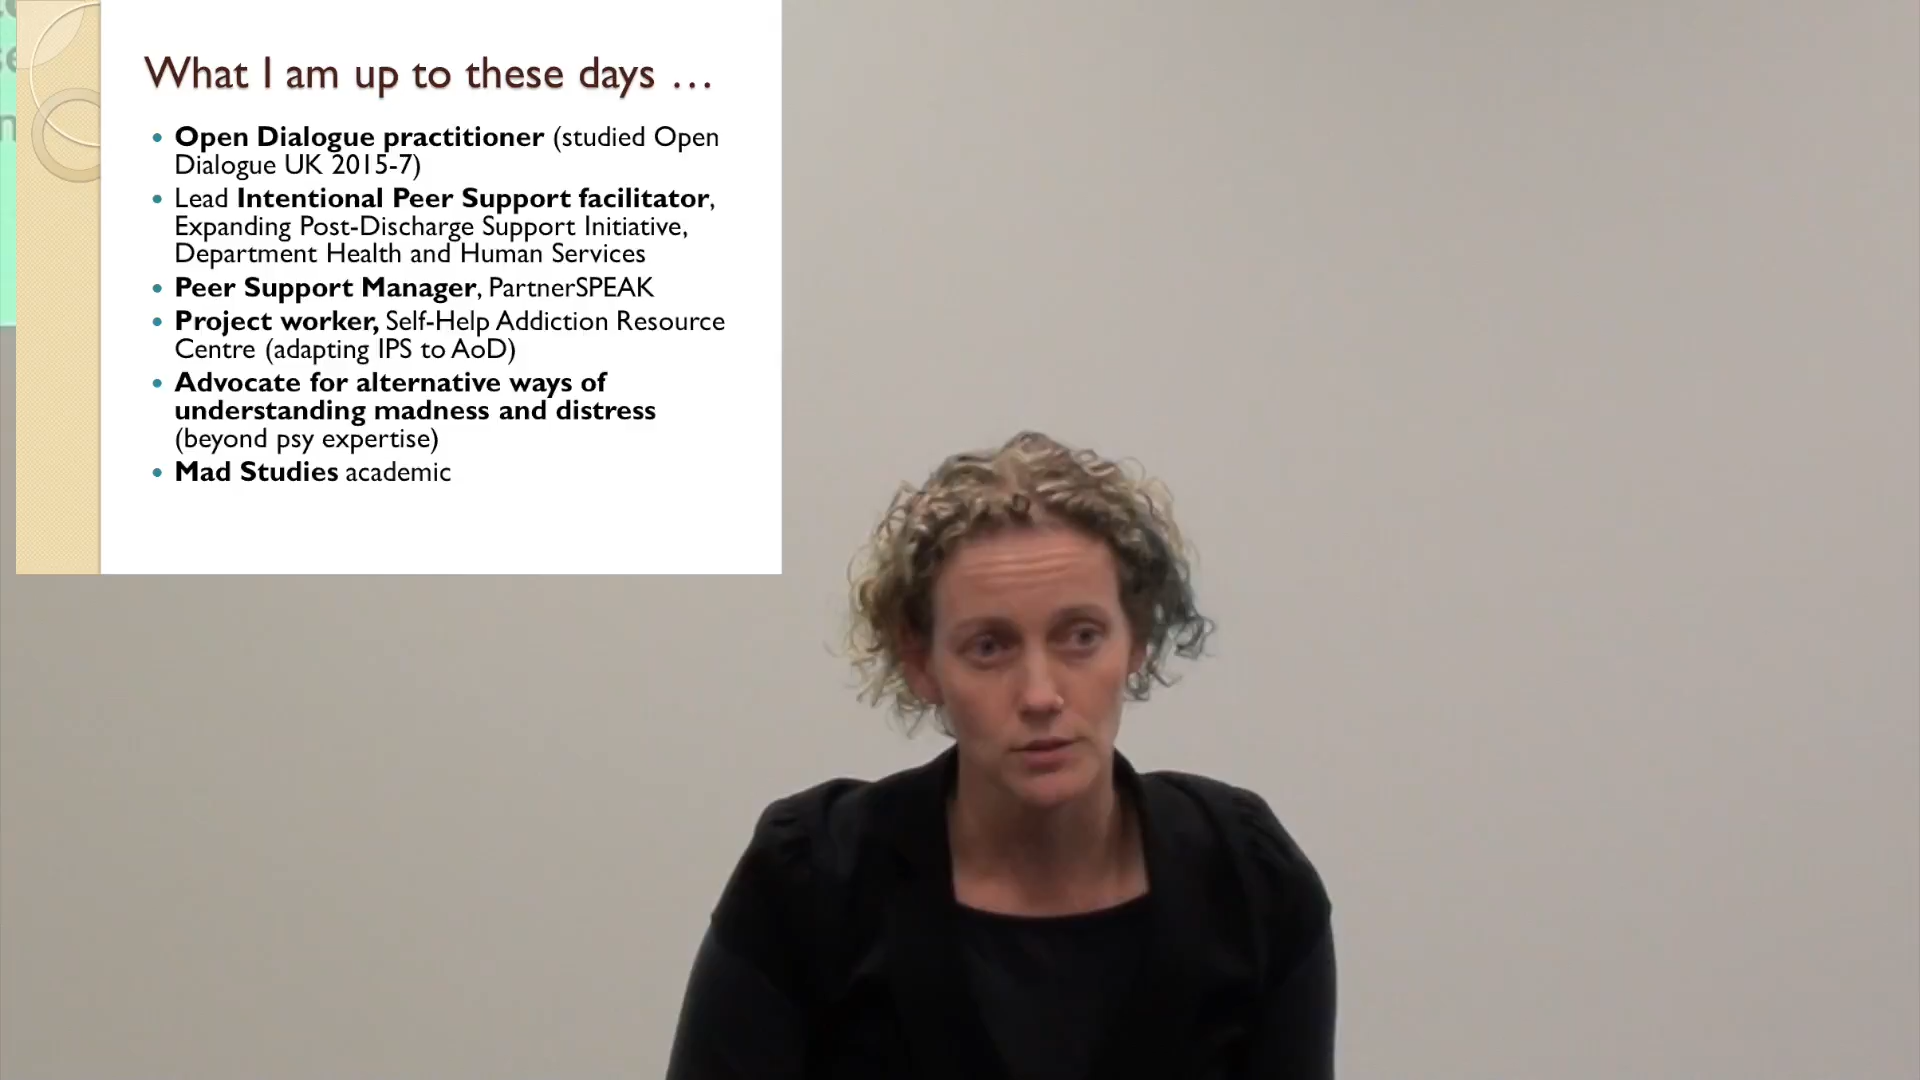 What I am up to these days …
• Open Dialogue practitioner (studied Open
Dialogue UK 2015-7)
• Lead Intentional Peer Support facilitator,
Expanding Post-Discharge Support Initiative,
Department Health and Human Services
• Peer Support Manager, PartnerSPEAK
• Project worker, Self-Help Addiction Resource
Centre (adapting IPS to AoD)
• Advocate for alternative ways of
understanding madness and distress
(beyond psy expertise)
• Mad Studies academic